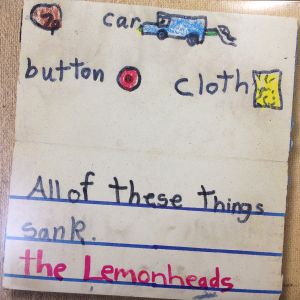 car
button
cloth
All of these things
sank.
the Lemonheads